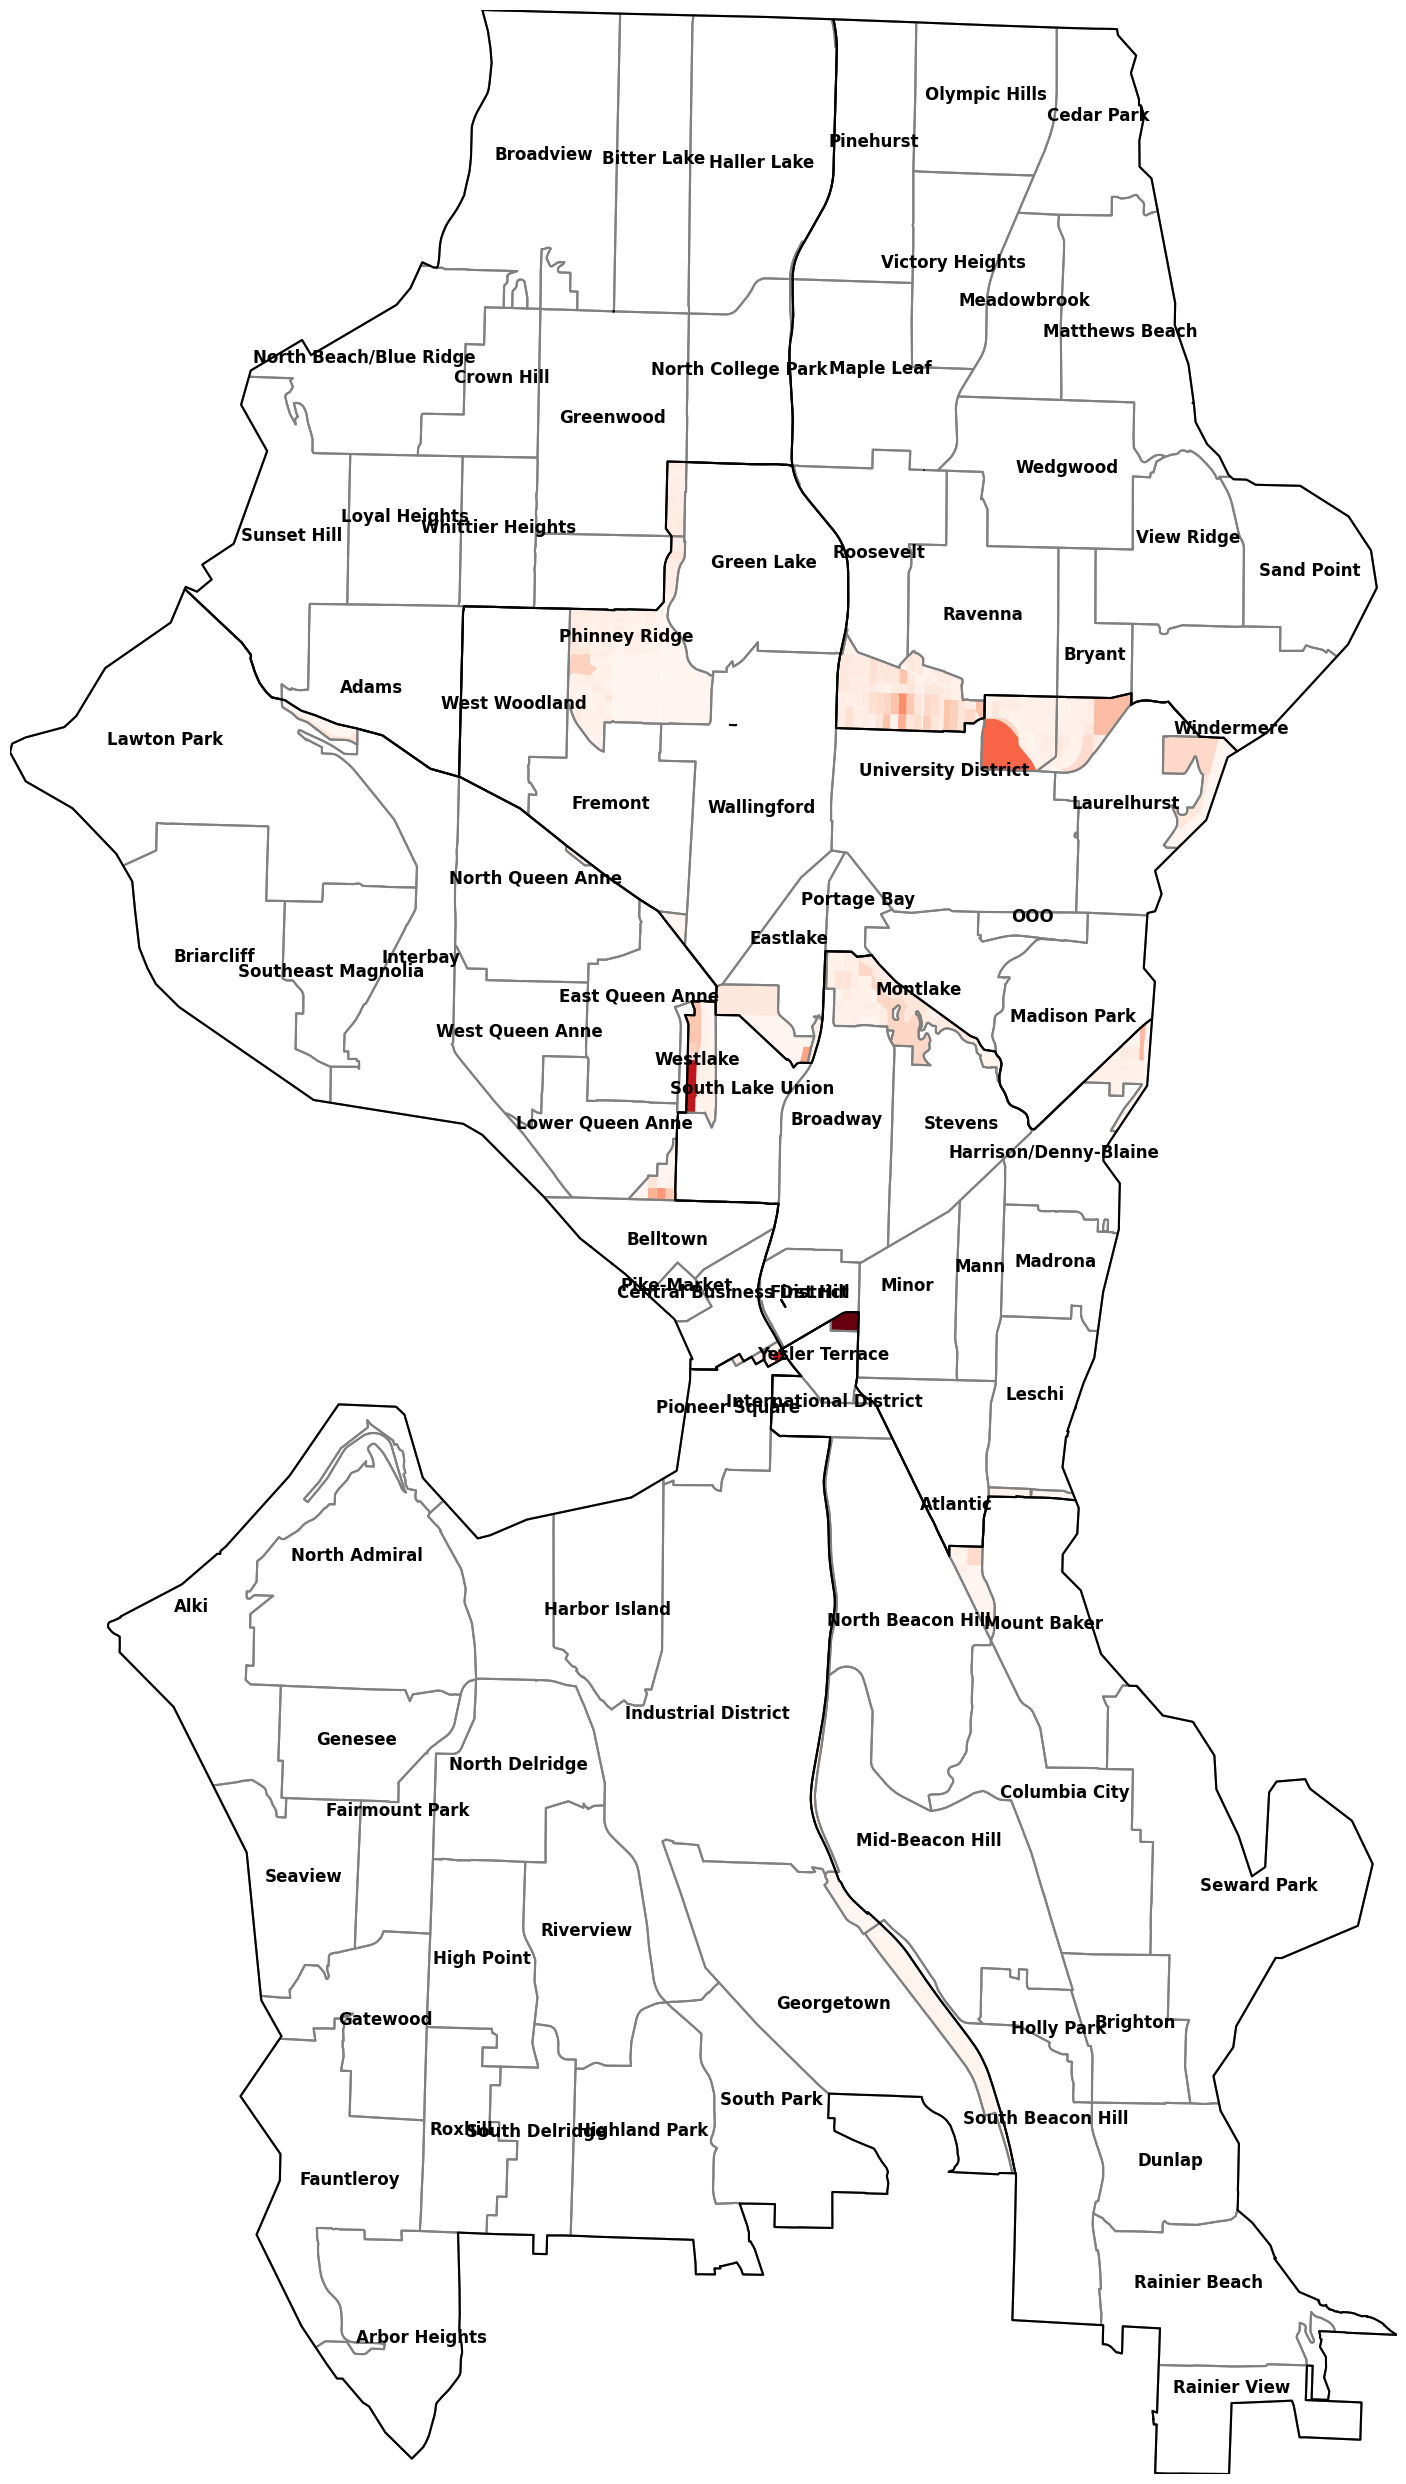 Olympic Hills
Cedar Park
Pinehurst
Broadview
Bitter Lake
Haller Lake
Victory Heights
Meadowbrook
Matthews Beach
North Beach/Blue Ridge
Crown Hill
North College Park
Maple Leaf
Greenwood
Wedgwood
Loyal Heights
Whittier Heights
Sunset Hill
View Ridge
Roosevelt
Green Lake
Sand Point
Ravenna
Phinney Ridge
Bryant
Adams
West Woodland
Windermere
Lawton Park
University District
Fremont
Wallingford
Laurelhurst
North Queen Anne
Portage Bay
OOO
Eastlake
Briarcliff
Interbay
Southeast Magnolia
Montlake
East Queen Anne
Madison Park
West Queen Anne
Westlake
South Lake Union
Broadway
Lower Queen Anne
Stevens
Harrison/Denny-Blaine
Belltown
Madrona
Mann
Pike-Market
Minor
Central Business District
First Hill
Yesler Terrace
Leschi
International District
Pioneer Square
Atlantic
North Admiral
Alki
Harbor Island
North Beacon Hill
Mount Baker
Industrial District
Genesee
North Delridge
Columbia City
Fairmount Park
Mid-Beacon Hill
Seaview
Seward Park
Riverview
High Point
Georgetown
Gatewood
Brighton
Holly Park
South Park
South Beacon Hill
Roxhill
South Delridge
Highland Park
Dunlap
Fauntleroy
Rainier Beach
Arbor Heights
Rainier View